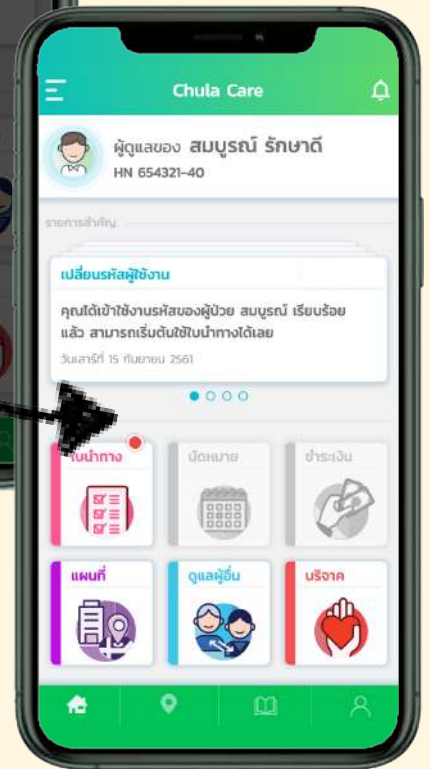 Chula Care
ผู้ดูแลของ สมบูรณ์ รักษาดี
HN 654321-40
รายการสำคัญ
เปลี่ยนรหัสผู้ใช้งาน
คุณได้เข้าใช้งานรหัสของผู้ป่วย สมบูรณ์ เรียบร้อย
แล้ว สามารถเริ่มต้นใช้ใบนำทางได้เลย
วันเสาร์ที่ 15 กันยายน 2561
ใบนำทาง
นัดหมาย
ชำระเงิน
แผนที่
ดูแลผู้อื่น
บริจาค